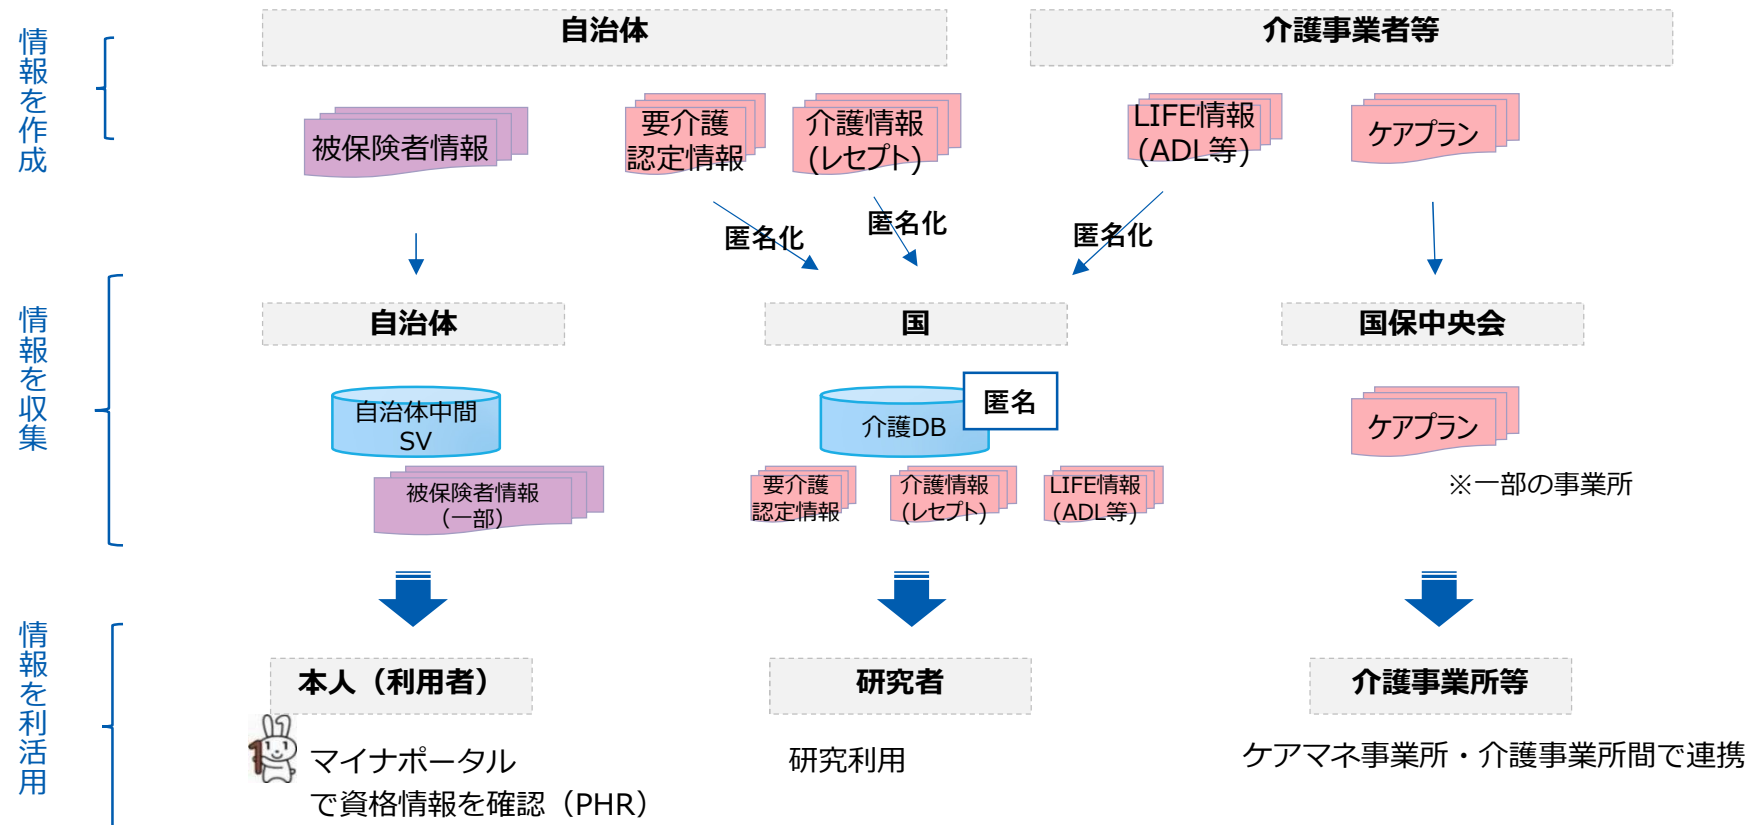 情報を作成
自治体
介護事業者等
被保険者情報
要介護
認定情報
介護情報
(レセプト)
LIFE情報
(ADL等)
ケアプラン
匿名化
匿名化
匿名化
情報を収集
自治体
国
国保中央会
自治体中間
SV
被保険者情報
（一部）
介護DB
匿名
要介護
認定情報
介護情報
(レセプト)
LIFE情報
(ADL等)
ケアプラン
※一部の事業所
情報を利活用
本人（利用者）
研究者
介護事業所等
マイナポータル
で資格情報を確認（PHR）
研究利用
ケアマネ事業所・介護事業所間で連携